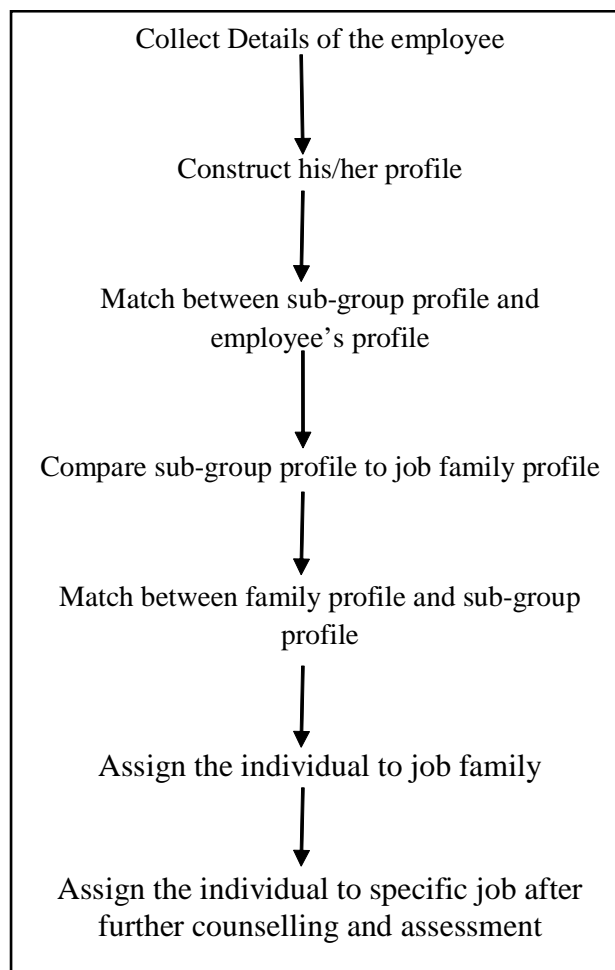 Collect Details of the employee
Construct his/her profile
Match between sub-group profile and
employee’s profile
Compare sub-group profile to job family profile
Match between family profile and sub-group
profile
Assign the individual to job family
Assign the individual to specific job after
further counselling and assessment